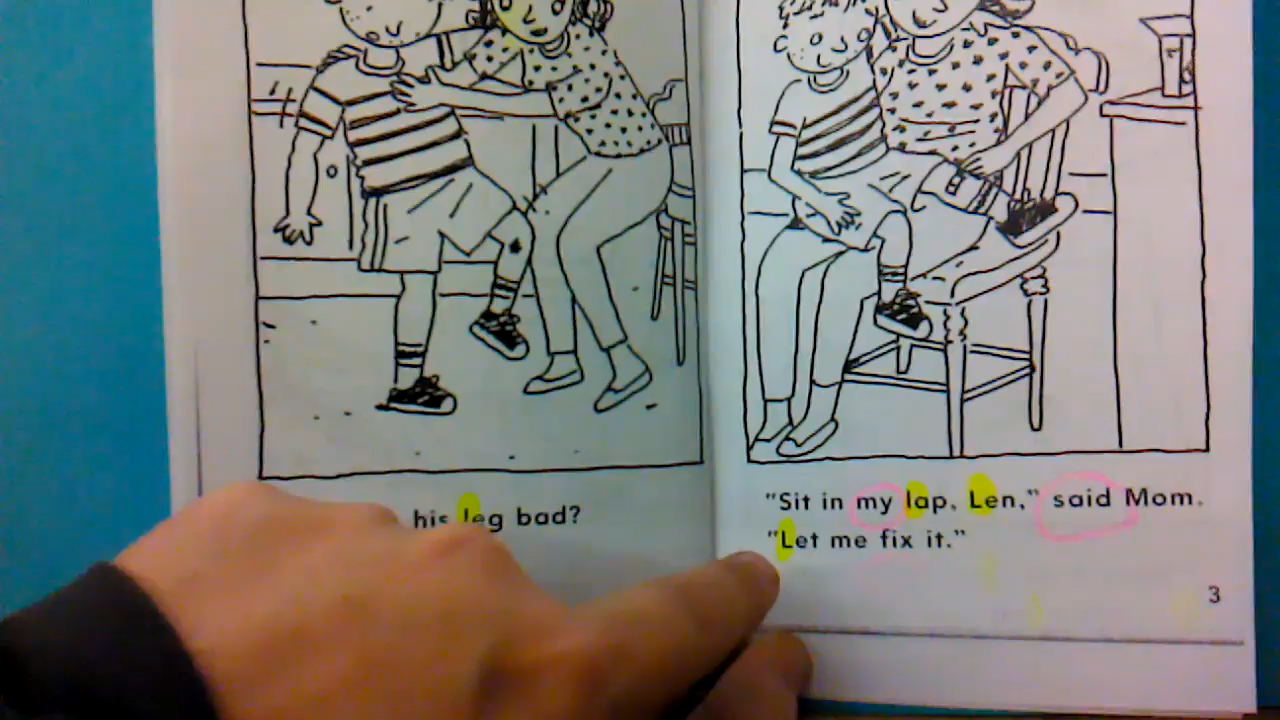 his leg bad?
"Sit in my lap, Len," said Mom.
"Let me fix it."
3